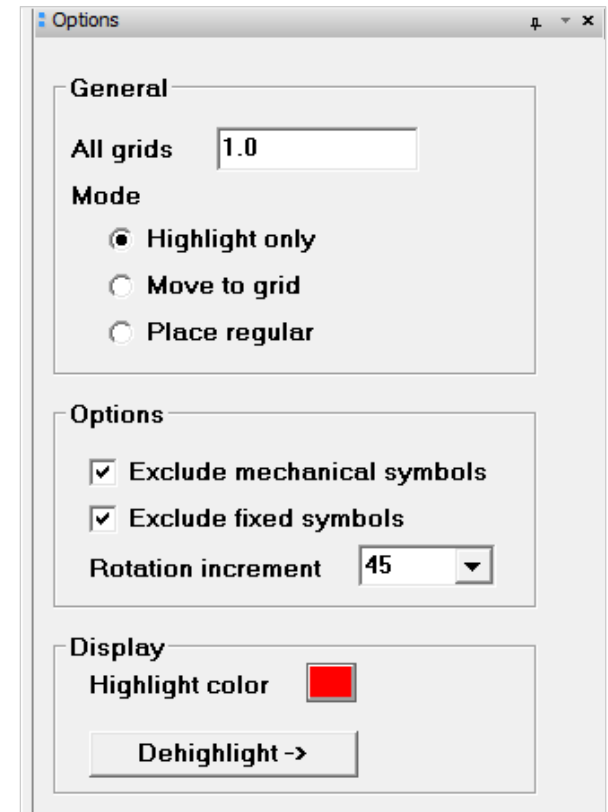 Options
General
All grids 1.0
Mode
Highlight only
Move to grid
Place regular
Options
Exclude mechanical symbols
Exclude fixed symbols
Rotation increment 45
Display
Highlight color
Dehighlight ->